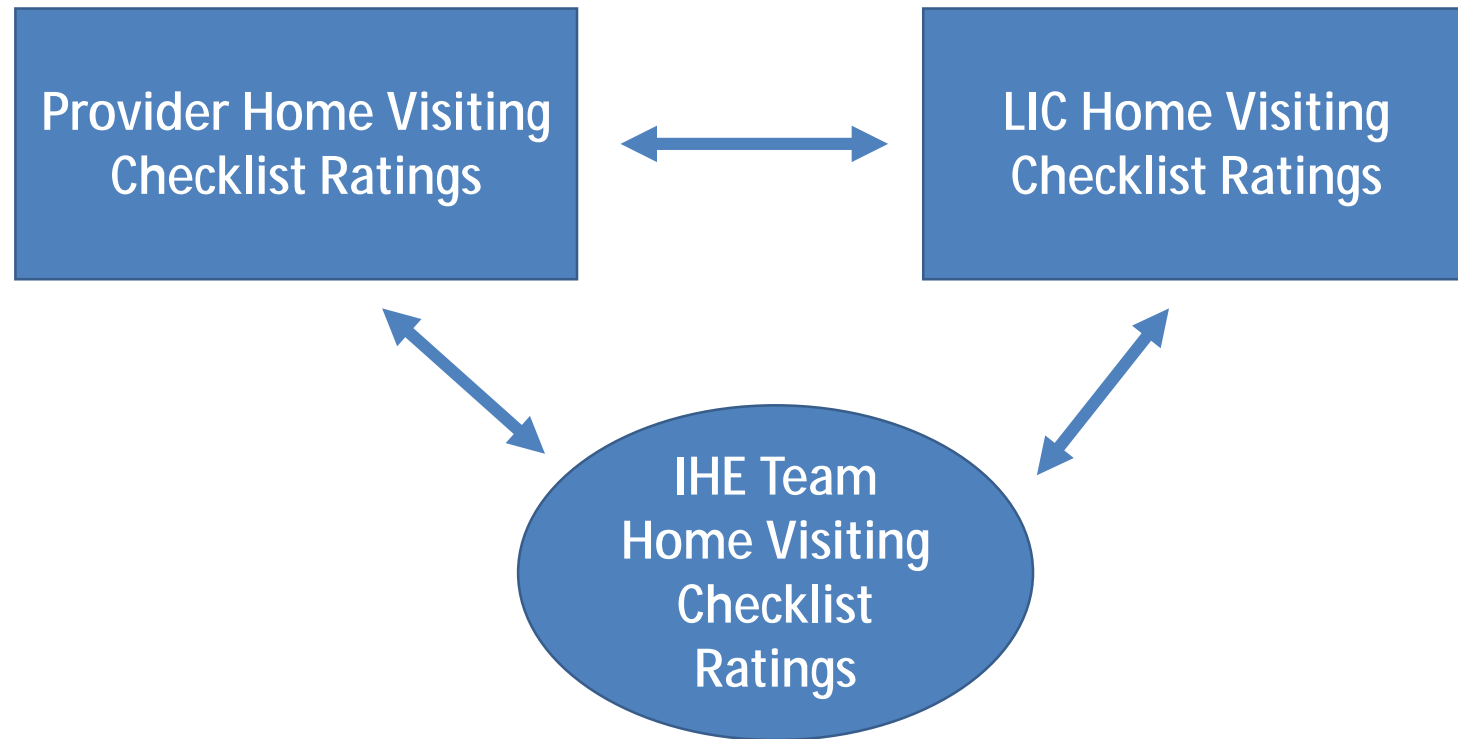 Provider Home Visiting
Checklist Ratings
LIC Home Visiting
Checklist Ratings
IHE Team
Home Visiting
Checklist
Ratings